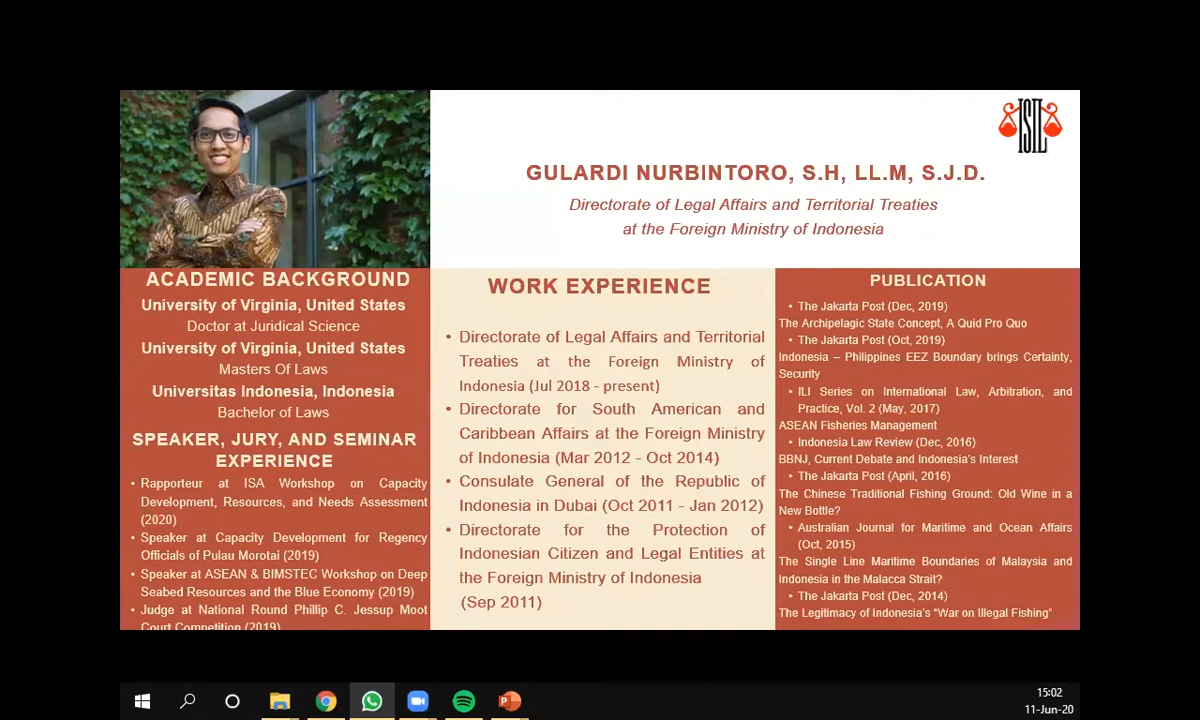 ISIL
GULARDI NURBINTORO, S.H, LL.M, S.J.D.
Directorate of Legal Affairs and Territorial Treaties
at the Foreign Ministry of Indonesia
ACADEMIC BACKGROUND
University of Virginia, United States
Doctor at Juridical Science
University of Virginia, United States
Masters Of Laws
Universitas Indonesia, Indonesia
Bachelor of Laws
SPEAKER, JURY, AND SEMINAR
EXPERIENCE
• Rapporteur at ISA Workshop on Capacity
Development, Resources, and Needs Assessment
(2020)
• Speaker at Capacity Development for Regency
Officials of Pulau Morotai (2019)
• Speaker at ASEAN & BIMSTEC Workshop on Deep
Seabed Resources and the Blue Economy (2019)
• Judge at National Round Phillip C. Jessup Moot
Court Competition (2019)
WORK EXPERIENCE
• Directorate of Legal Affairs and Territorial
Treaties at the Foreign Ministry of
Indonesia (Jul 2018 - present)
• Directorate for South American and
Caribbean Affairs at the Foreign Ministry
of Indonesia (Mar 2012 - Oct 2014)
• Consulate General of the Republic of
Indonesia in Dubai (Oct 2011 - Jan 2012)
• Directorate for the Protection of
Indonesian Citizen and Legal Entities at
the Foreign Ministry of Indonesia
(Sep 2011)
PUBLICATION
• The Jakarta Post (Dec, 2019)
The Archipelagic State Concept, A Quid Pro Quo
• The Jakarta Post (Oct, 2019)
Indonesia – Philippines EEZ Boundary brings Certainty,
Security
• ILI Series on International Law, Arbitration, and
Practice, Vol. 2 (May, 2017)
ASEAN Fisheries Management
• Indonesia Law Review (Dec, 2016)
BBNJ, Current Debate and Indonesia's Interest
• The Jakarta Post (April, 2016)
The Chinese Traditional Fishing Ground: Old Wine in a
New Bottle?
• Australian Journal for Maritime and Ocean Affairs
(Oct, 2015)
The Single Line Maritime Boundaries of Malaysia and
Indonesia in the Malacca Strait?
• The Jakarta Post (Dec, 2014)
The Legitimacy of Indonesia's “War on Illegal Fishing”
P
15:02
11-Jun-20